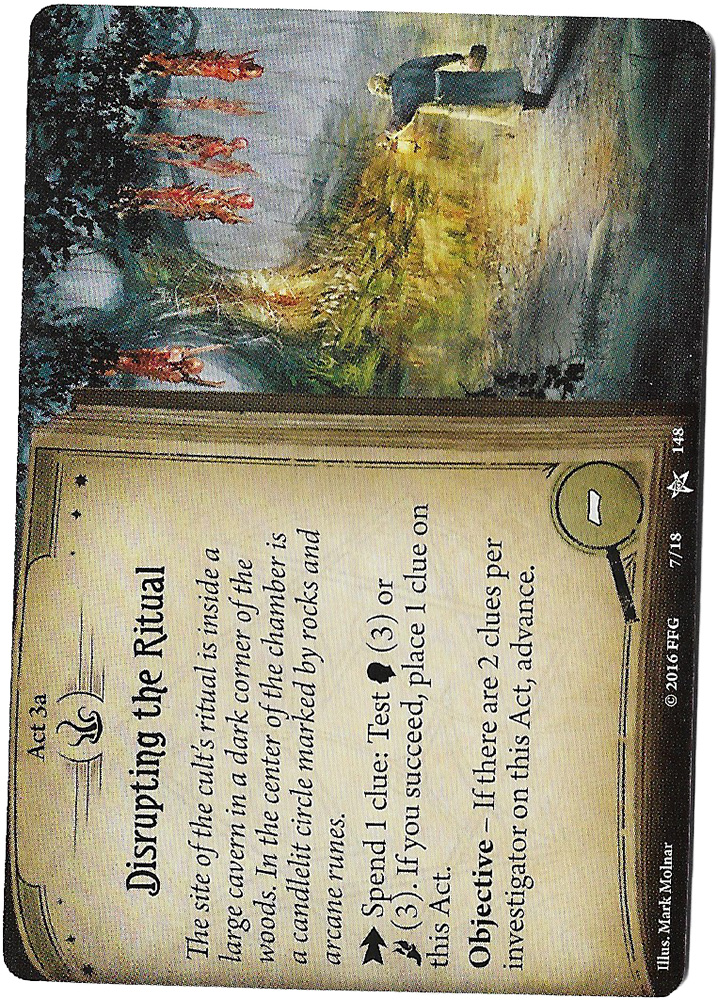 Act 3a
Disrupting the Ritual
The site of the cult's ritual is inside a
large cavern in a dark corner of the
woods. In the center of the chamber is
a candlelit circle marked by rocks and
arcane runes.
Spend 1 clue: Test (3) or
(3). If you succeed, place 1 clue on
this Act.
Objective – If there are 2 clues per
investigator on this Act, advance.
–
Illus. Mark Molnar
© 2016 FFG
7/18
148